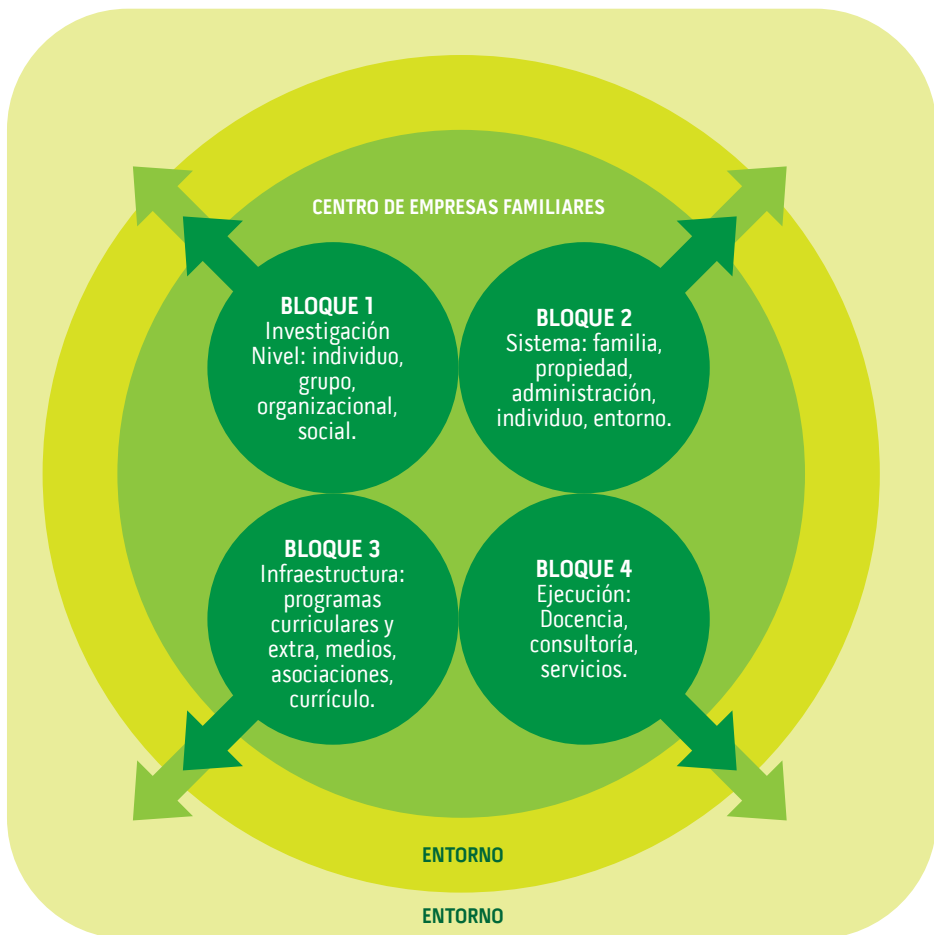 CENTRO DE EMPRESAS FAMILIARES
BLOQUE 1
Investigación
Nivel: individuo,
grupo,
organizacional,
social.
BLOQUE 2
Sistema: familia,
propiedad,
administración,
individuo, entorno.
BLOQUE 3
Infraestructura:
programas
curriculares y
extra, medios,
asociaciones,
currículo.
BLOQUE 4
Ejecución:
Docencia,
consultoría,
servicios.
ENTORNO
ENTORNO